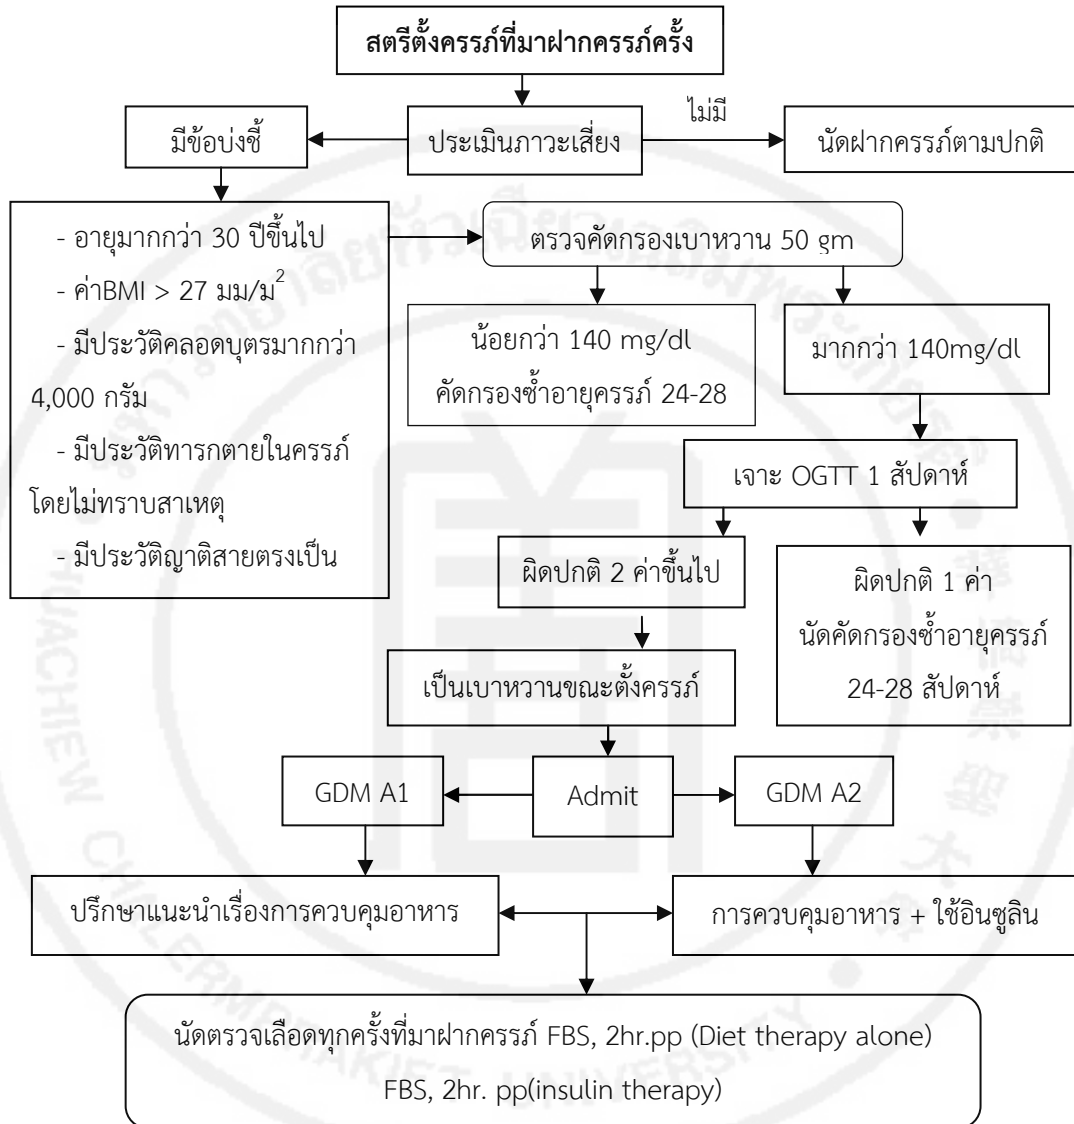 สตรีตั้งครรภ์ที่มาฝากครรภ์ครั้ง
ไม่มี
มีข้อบ่งชี้
ประเมินภาวะเสี่ยง
นัดฝากครรภ์ตามปกติ
- อายุมากกว่า 30 ปีขึ้นไป
- ค่าBMI > 27 มม/ม²
- มีประวัติคลอดบุตรมากกว่า
4,000 กรัม
- มีประวัติทารกตายในครรภ์
โดยไม่ทราบสาเหตุ
- มีประวัติญาติสายตรงเป็น
ตรวจคัดกรองเบาหวาน 50 gm
น้อยกว่า 140 mg/dl
คัดกรองซ้ำอายุครรภ์ 24-28
มากกว่า 140mg/dl
เจาะ OGTT 1 สัปดาห์
ผิดปกติ 2 ค่าขึ้นไป
ผิดปกติ 1 ค่า
นัดคัดกรองซ้ำอายุครรภ์
24-28 สัปดาห์
เป็นเบาหวานขณะตั้งครรภ์
GDM A1
Admit
GDM A2
ปรึกษาแนะนำเรื่องการควบคุมอาหาร
การควบคุมอาหาร + ใช้อินซูลิน
นัดตรวจเลือดทุกครั้งที่มาฝากครรภ์ FBS, 2hr.pp (Diet therapy alone)
FBS, 2hr. pp(insulin therapy)
HUACHIEW CHALERMPRAKIET UNIVERSITY